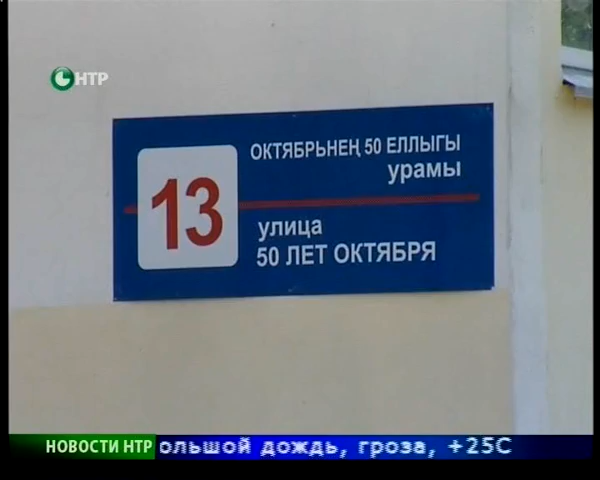 НТР
13
ОКТЯБРЬНЕҢ 50 ЕЛЛЫГЫ
урамы
улица
50 ЛЕТ ОКТЯБРЯ
НОВОСТИ НТР
ольшой дождь, гроза, +25С